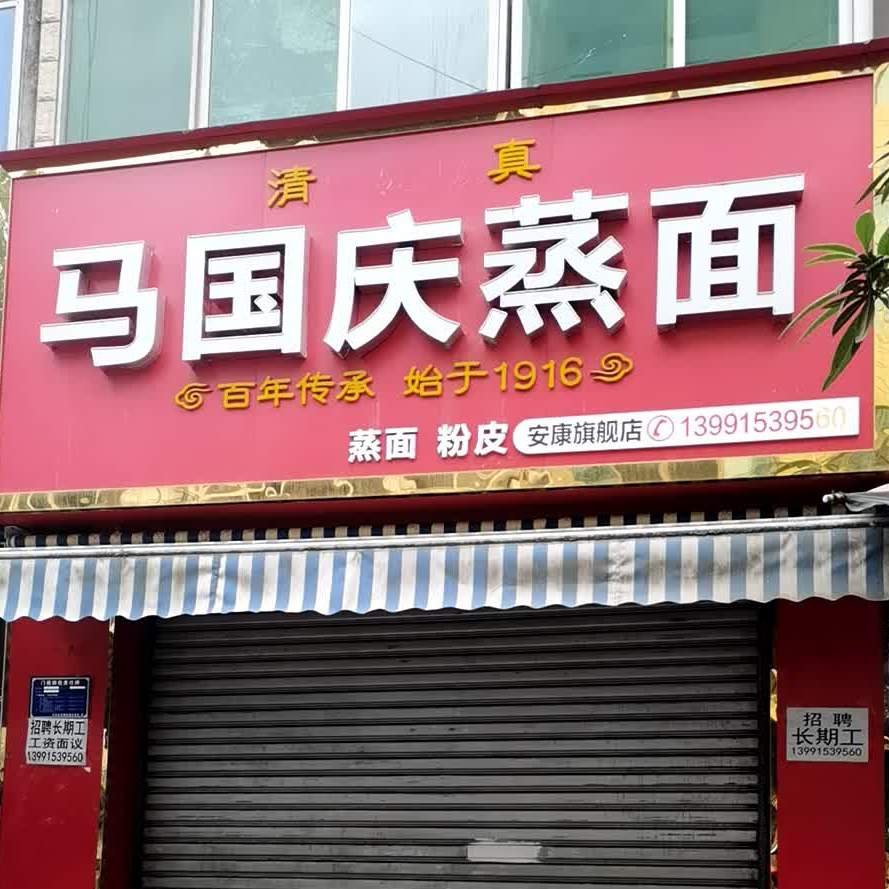 清 真
马国庆蒸面
百年传承 始于1916
蒸面 粉皮 安康旗舰店 13991539560
招聘长期工
工资面议
13991539560
招 聘
长期工
13991539560